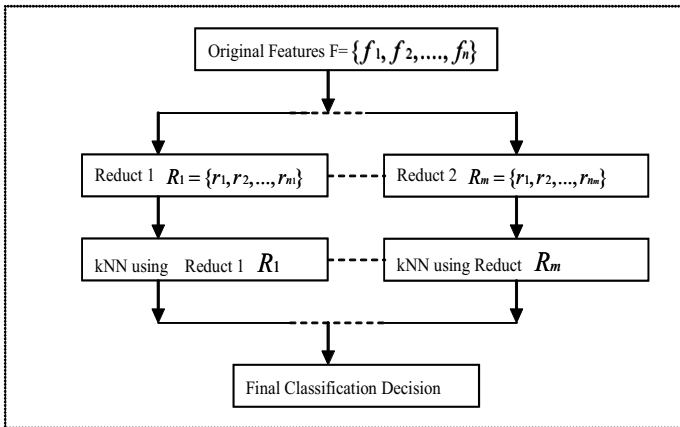 Original Features F= {f₁, f₂, ...., fₙ}
Reduct 1 R₁ = {r₁, r₂, ..., rₙ₁}
Reduct 2 Rₘ = {r₁, r₂, ..., rₙₘ}
kNN using Reduct 1 R₁
kNN using Reduct Rₘ
Final Classification Decision